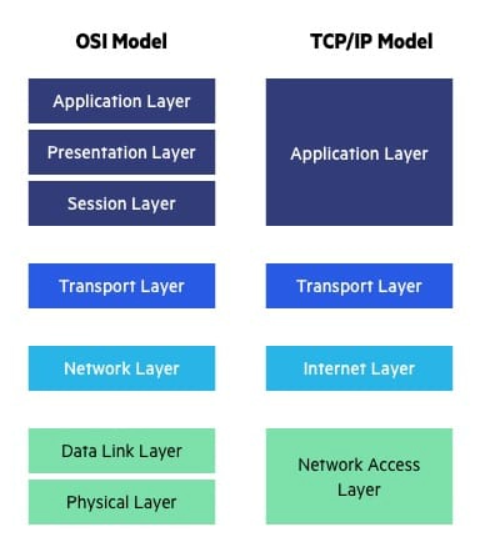 OSI Model
TCP/IP Model
Application Layer
Presentation Layer
Session Layer
Application Layer
Transport Layer
Transport Layer
Network Layer
Internet Layer
Data Link Layer
Physical Layer
Network Access
Layer